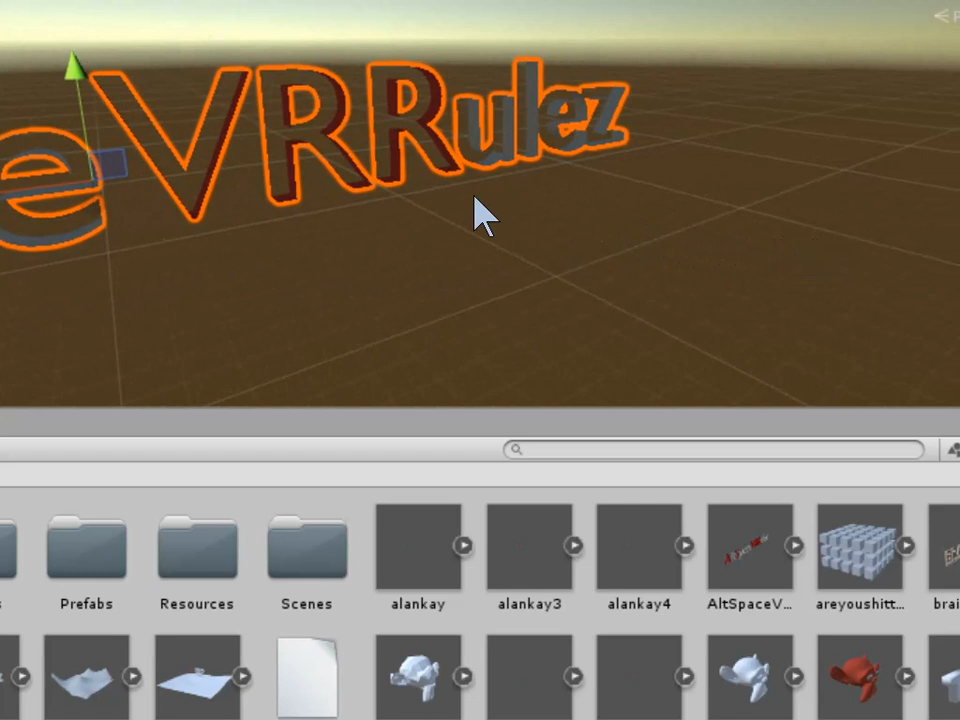 eVRRulez
Prefabs
Resources
Scenes
alankay
alankay3
alankay4
AltSpaceV...
areyoushitt...